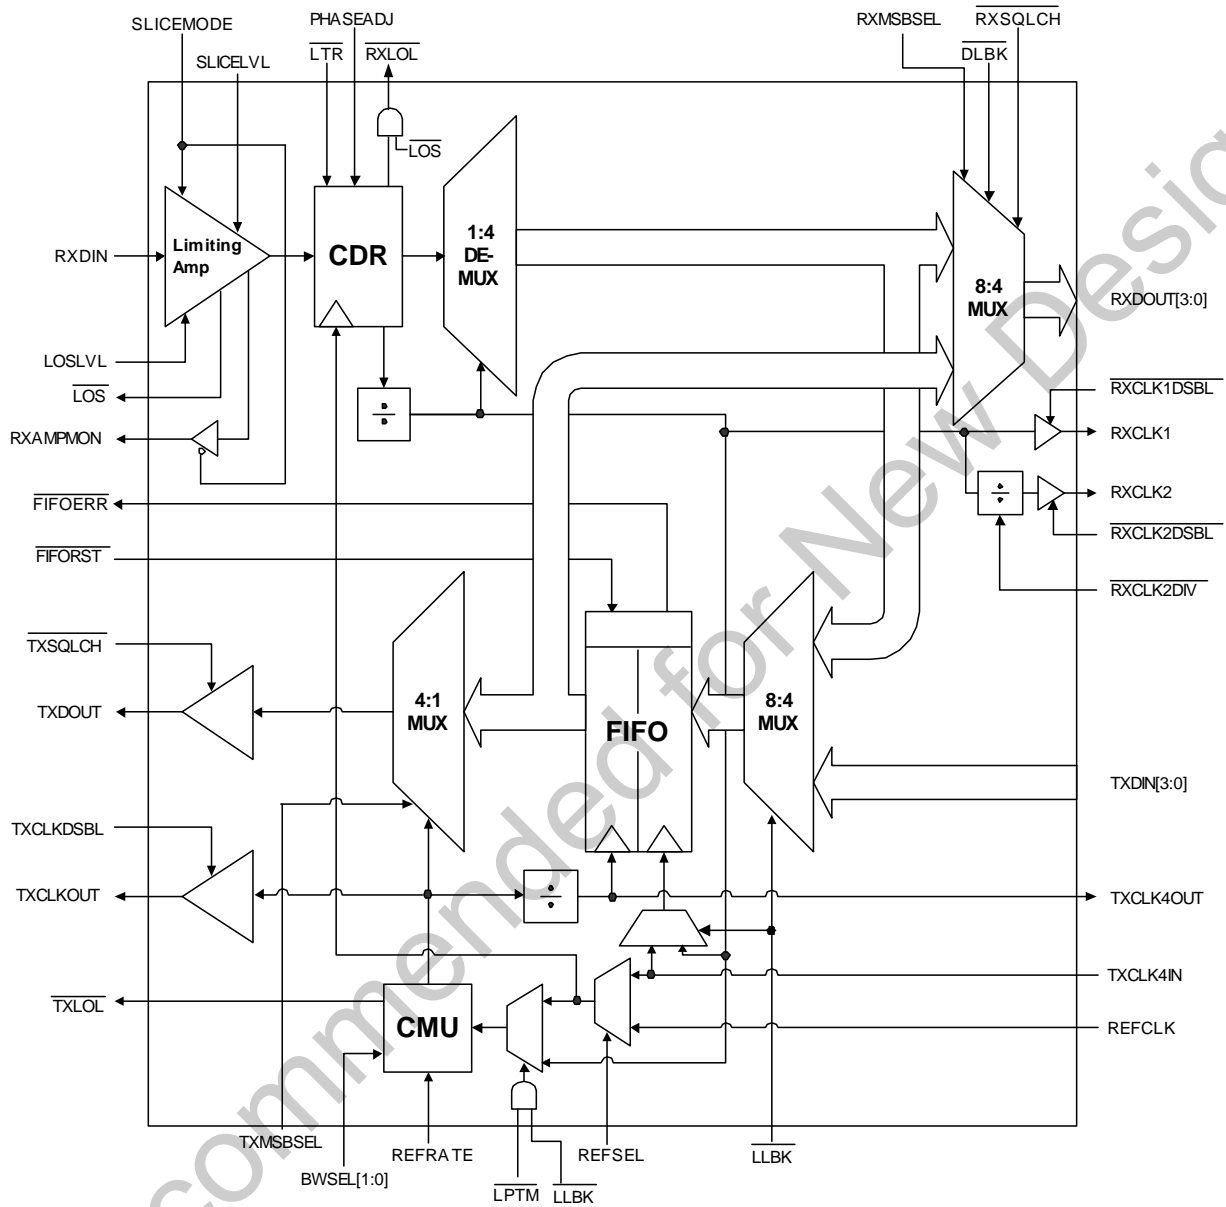 SLICEMODE
PHASEADJ
RXMSBSEL
RXSQLCH
SLICELVL
LTR
RXLOL
DLBK
LOS
Limiting
Amp
RXDIN
CDR
1:4
DE-
MUX
8:4
MUX
RXDOUT[3:0]
LOSLVL
LOS
RXCLK1DSBL
RXAMPMON
RXCLK1
÷
÷
FIFOERR
RXCLK2
RXCLK2DSBL
FIFORST
RXCLK2DIV
TXSQLCH
TXDOUT
4:1
MUX
FIFO
8:4
MUX
TXDIN[3:0]
TXCLKDSBL
TXCLKOUT
÷
TXCLK4OUT
TXCLK4IN
TXLOL
CMU
REFCLK
TXMSBSEL
REFRATE
REFSEL
LLBK
BWSEL[1:0]
LPTM
LLBK
commended for New Desig